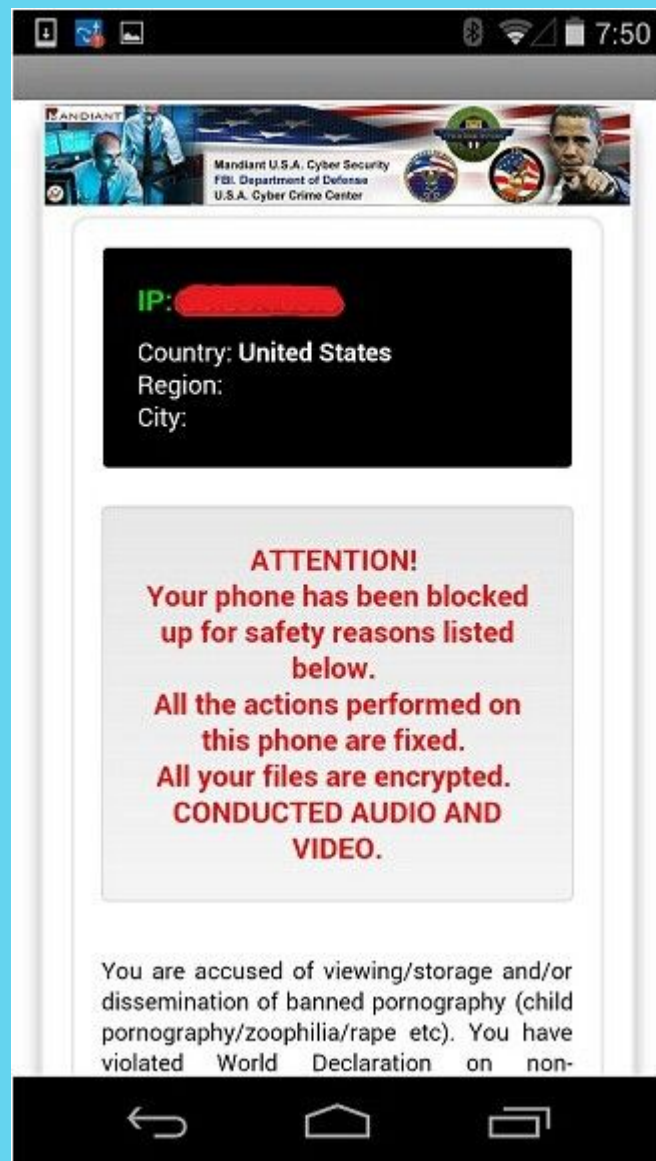 7:50
MANDIANT
Mandiant U.S.A. Cyber Security
FBI. Department of Defense
U.S.A. Cyber Crime Center
IP:
Country: United States
Region:
City:
ATTENTION!
Your phone has been blocked
up for safety reasons listed
below.
All the actions performed on
this phone are fixed.
All your files are encrypted.
CONDUCTED AUDIO AND
VIDEO.
You are accused of viewing/storage and/or
dissemination of banned pornography (child
pornography/zoophilia/rape etc). You have
violated World Declaration on non-